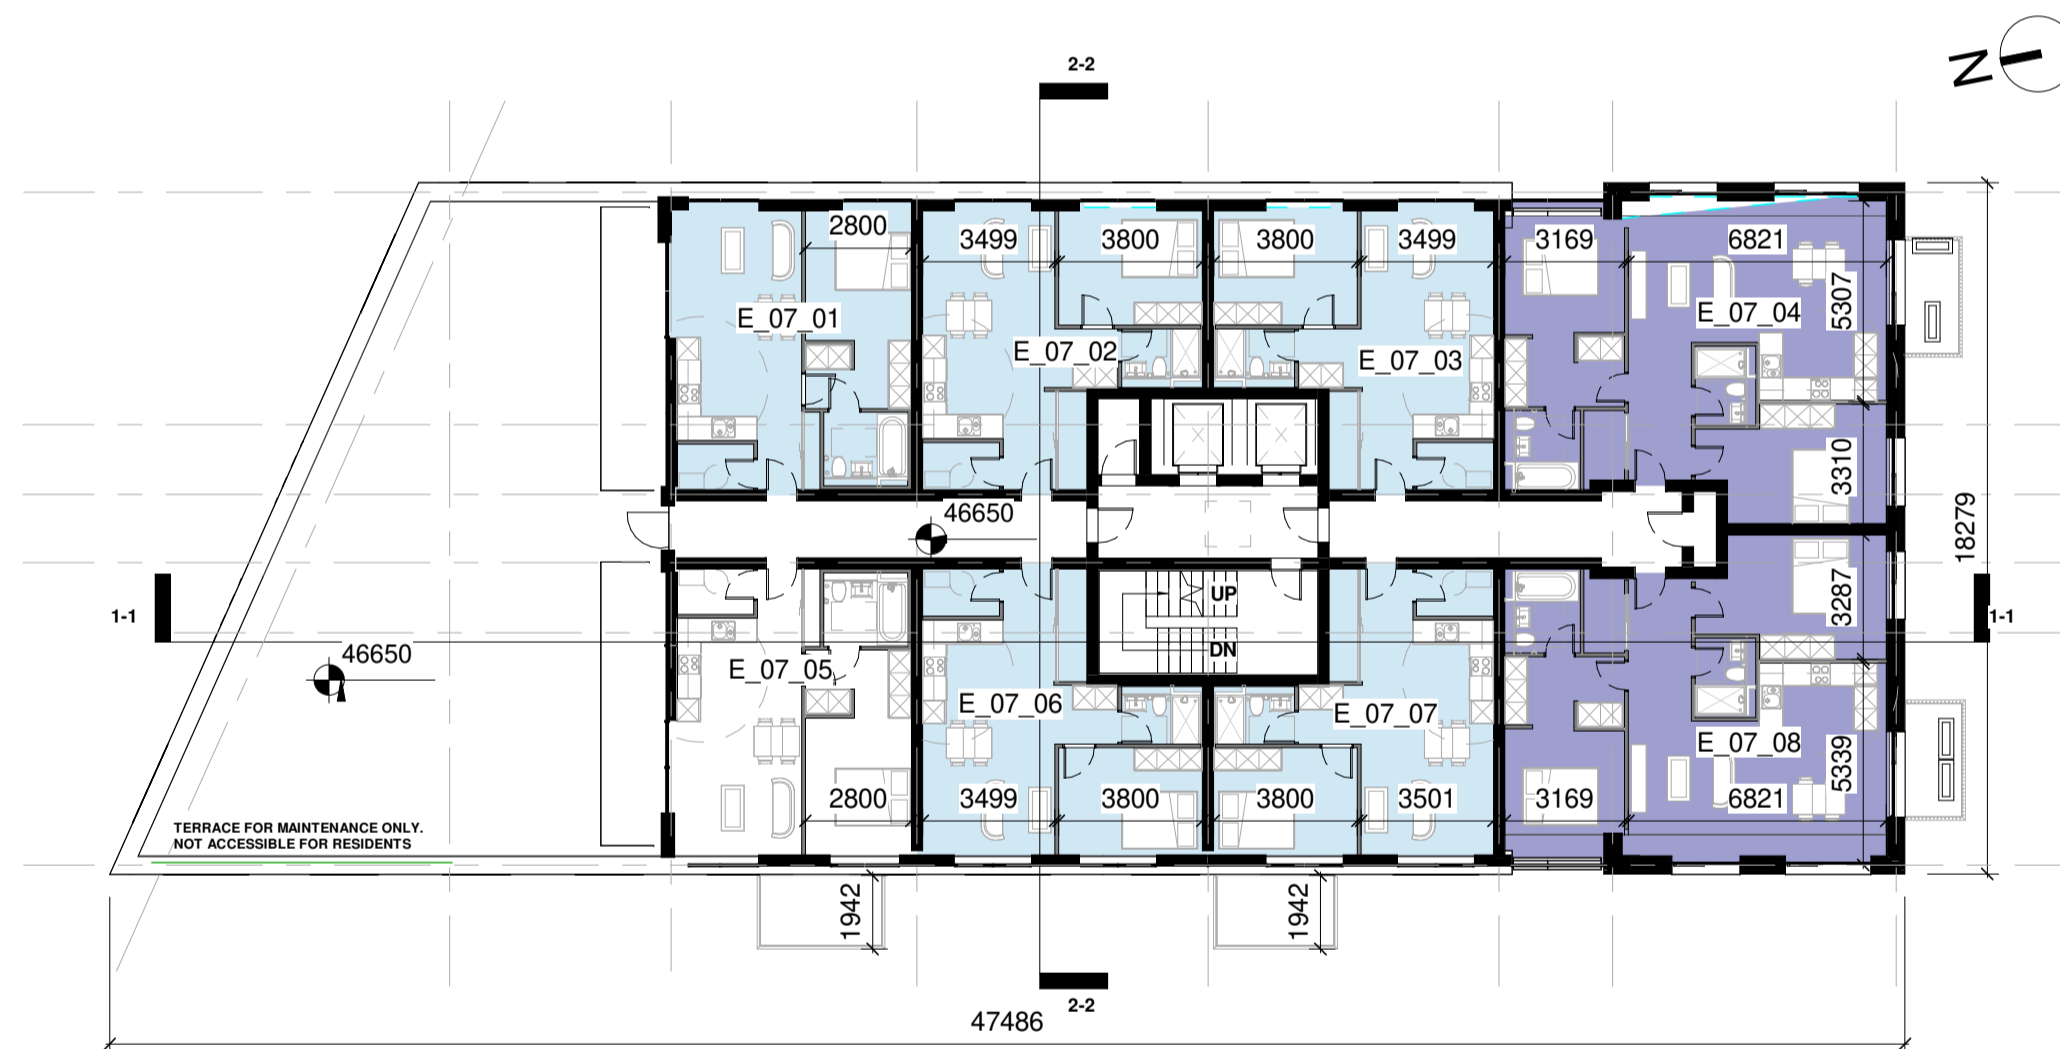 2-2
N
2800
3499
3800
3800
3499
3169
6821
E_07_01
E_07_02
E_07_03
E_07_04
5307
3310
46650
18279
1-1
46650
E_07_05
UP
DN
3287
1-1
E_07_06
E_07_07
E_07_08
5339
2800
3499
3800
3800
3501
3169
6821
TERRACE FOR MAINTENANCE ONLY.
NOT ACCESSIBLE FOR RESIDENTS
1942
1942
2-2
47486